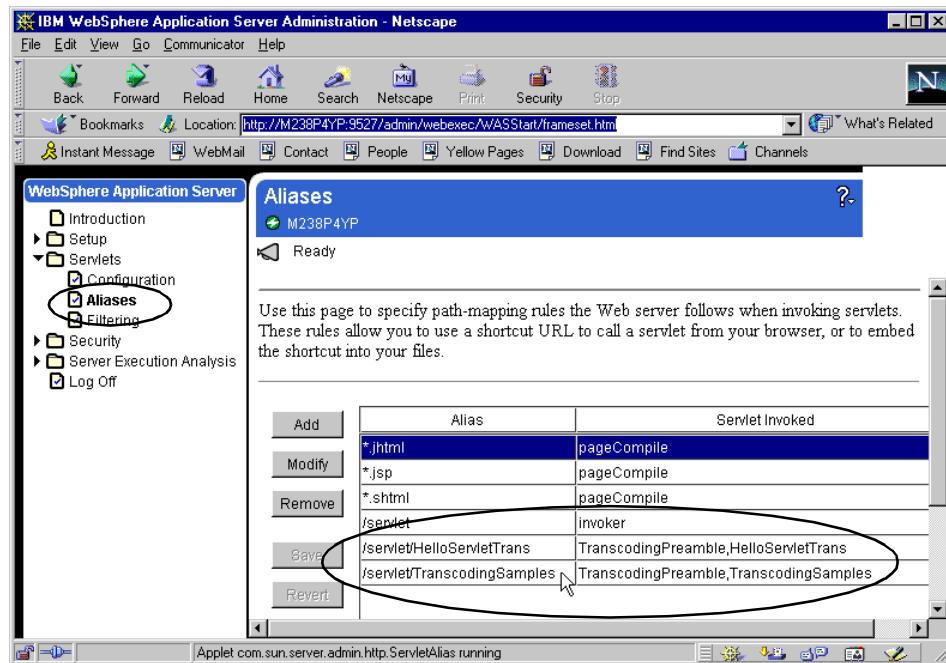 IBM WebSphere Application Server Administration - Netscape
File Edit View Go Communicator Help
Back Forward Reload Home Search Netscape Print Security Stop
My
N
Bookmarks Location: http://M238P4YP:9527/admin/webexec/WASStart/frameset.html What's Related
Instant Message WebMail Contact People Yellow Pages Download Find Sites Channels
WebSphere Application Server
Introduction
Setup
Servlets
Configuration
Aliases
Filtering
Security
Server Execution Analysis
Log Off
Aliases
?
M238P4YP
Ready
Use this page to specify path-mapping rules the Web server follows when invoking servlets.
These rules allow you to use a shortcut URL to call a servlet from your browser, or to embed
the shortcut into your files.
Add
Modify
Remove
Save
Revert
Alias Servlet Invoked
*.jhtml pageCompile
*.jsp pageCompile
*.shtml pageCompile
/servlet invoker
/servlet/HelloServletTrans TranscodingPreamble,HelloServletTrans
/servlet/TranscodingSamples TranscodingPreamble,TranscodingSamples
Applet com.sun.server.admin.http.ServletAlias running